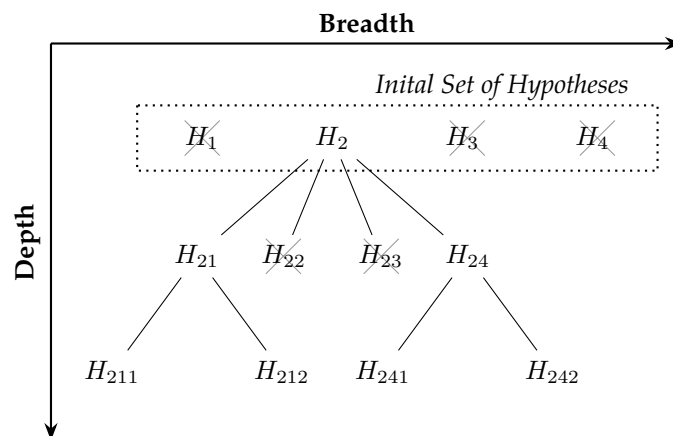 Breadth
Inital Set of Hypotheses
H₁ H₂ H₃ H₄
Depth
H₂₁ H₂₂ H₂₃ H₂₄
H₂₁₁ H₂₁₂ H₂₄₁ H₂₄₂